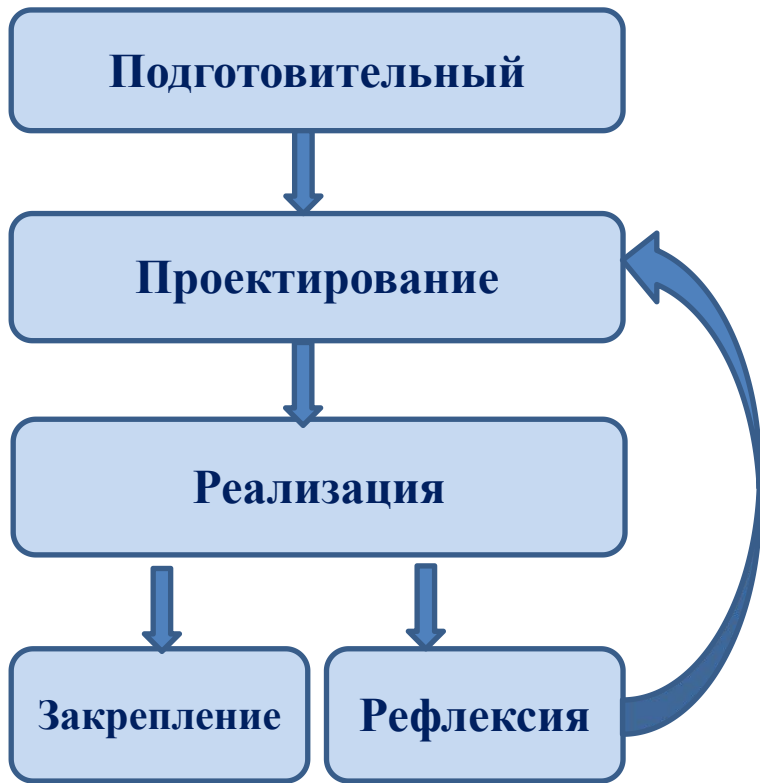 Подготовительный
Проектирование
Реализация
Закрепление
Рефлексия